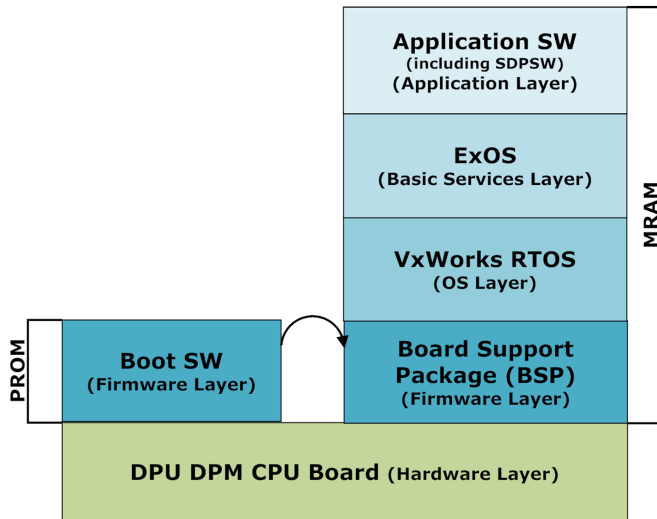 Application SW
(including SDPSW)
(Application Layer)
ExOS
(Basic Services Layer)
VxWorks RTOS
(OS Layer)
MRAM
PROM
Boot SW
(Firmware Layer)
Board Support
Package (BSP)
(Firmware Layer)
DPU DPM CPU Board (Hardware Layer)